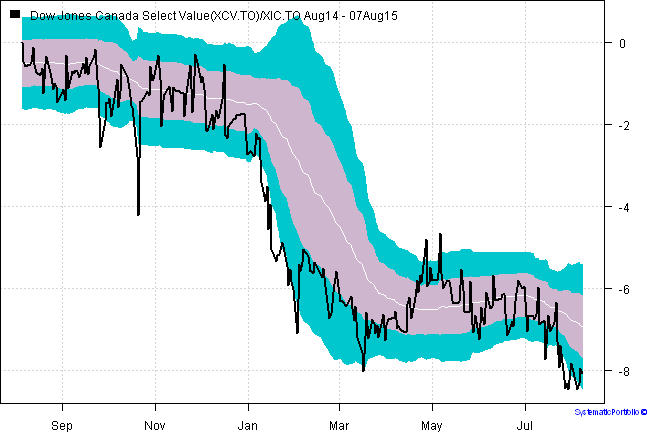 Dow Jones Canada Select Value(XCV.TO)/XIC.TO Aug14 - 07Aug15
0
-2
-4
-6
-8
Sep Nov Jan Mar May Jul
SystematicPortfolio ©